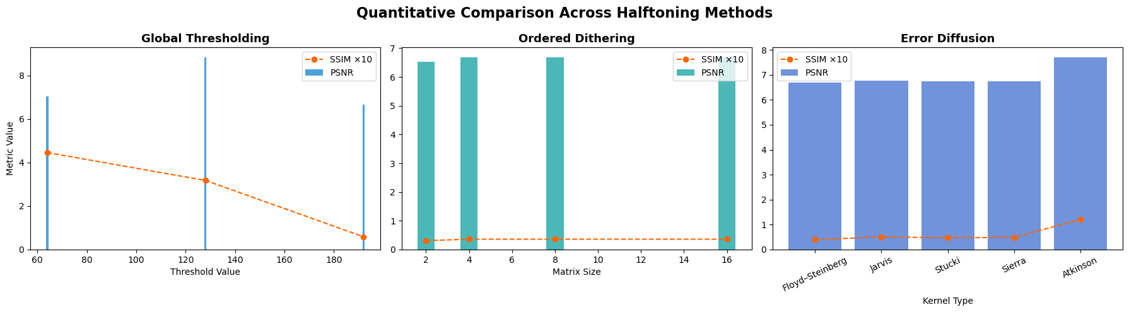 Quantitative Comparison Across Halftoning Methods
Global Thresholding
SSIM ×10
PSNR
Metric Value
8
6
4
2
0
60 80 100 120 140 160 180
Threshold Value
Ordered Dithering
SSIM ×10
PSNR
7
6
5
4
3
2
1
0
2 4 6 8 10 12 14 16
Matrix Size
Error Diffusion
SSIM ×10
PSNR
8
7
6
5
4
3
2
1
0
Floyd–Steinberg
Jarvis
Stucki
Sierra
Atkinson
Kernel Type